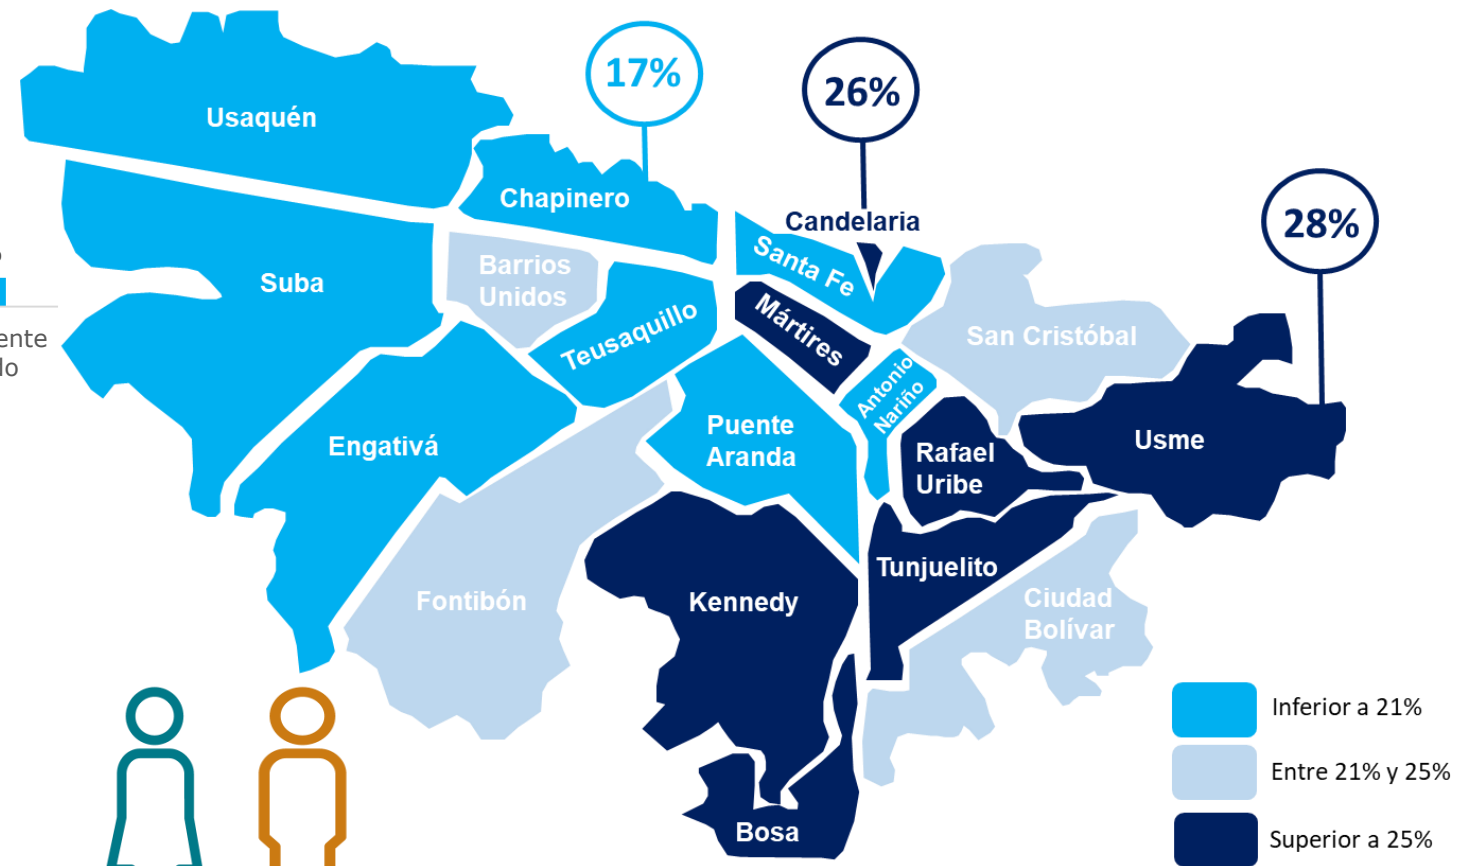 17%
26%
28%
Usaquén
Chapinero
Candelaria
Santa Fe
Suba
Barrios
Unidos
Teusaquillo
Mártires
San Cristóbal
Antonio
Nariño
Engativá
Puente
Aranda
Rafael
Uribe
Usme
Fontibón
Kennedy
Tunjuelito
Ciudad
Bolívar
Bosa
Inferior a 21%
Entre 21% y 25%
Superior a 25%